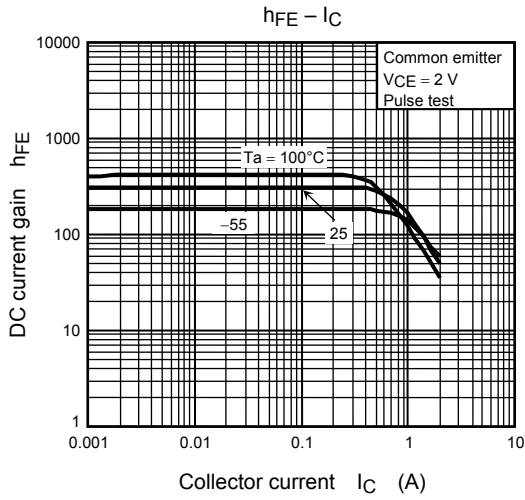 hFE – IC
10000
1000
100
10
1
0.001
0.01
0.1
1
10
DC current gain hFE
Collector current IC (A)
Common emitter
VCE = 2 V
Pulse test
Ta = 100°C
−55
25